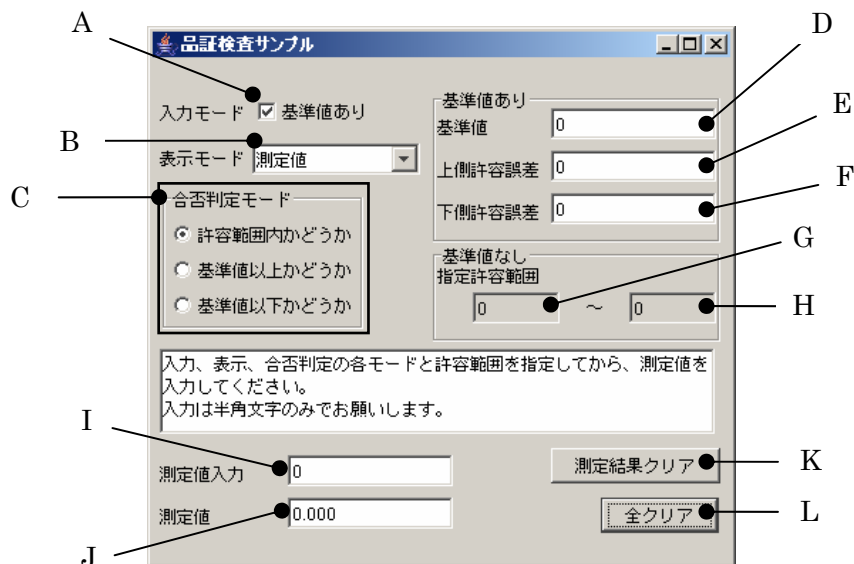 A
D
品証検査サンプル
入力モード 基準値あり
基準値あり
基準値 0
E
B
表示モード 測定値
上側許容誤差 0
F
C
合否判定モード
下側許容誤差 0
許容範囲内かどうか
G
基準値なし
指定許容範囲
基準値以上かどうか
基準値以下かどうか
0 ～ 0
H
入力、表示、合否判定の各モードと許容範囲を指定してから、測定値を
入力してください。
入力は半角文字のみでお願いします。
I
測定値入力 0
測定結果クリア
K
測定値 0.000
全クリア
L
J